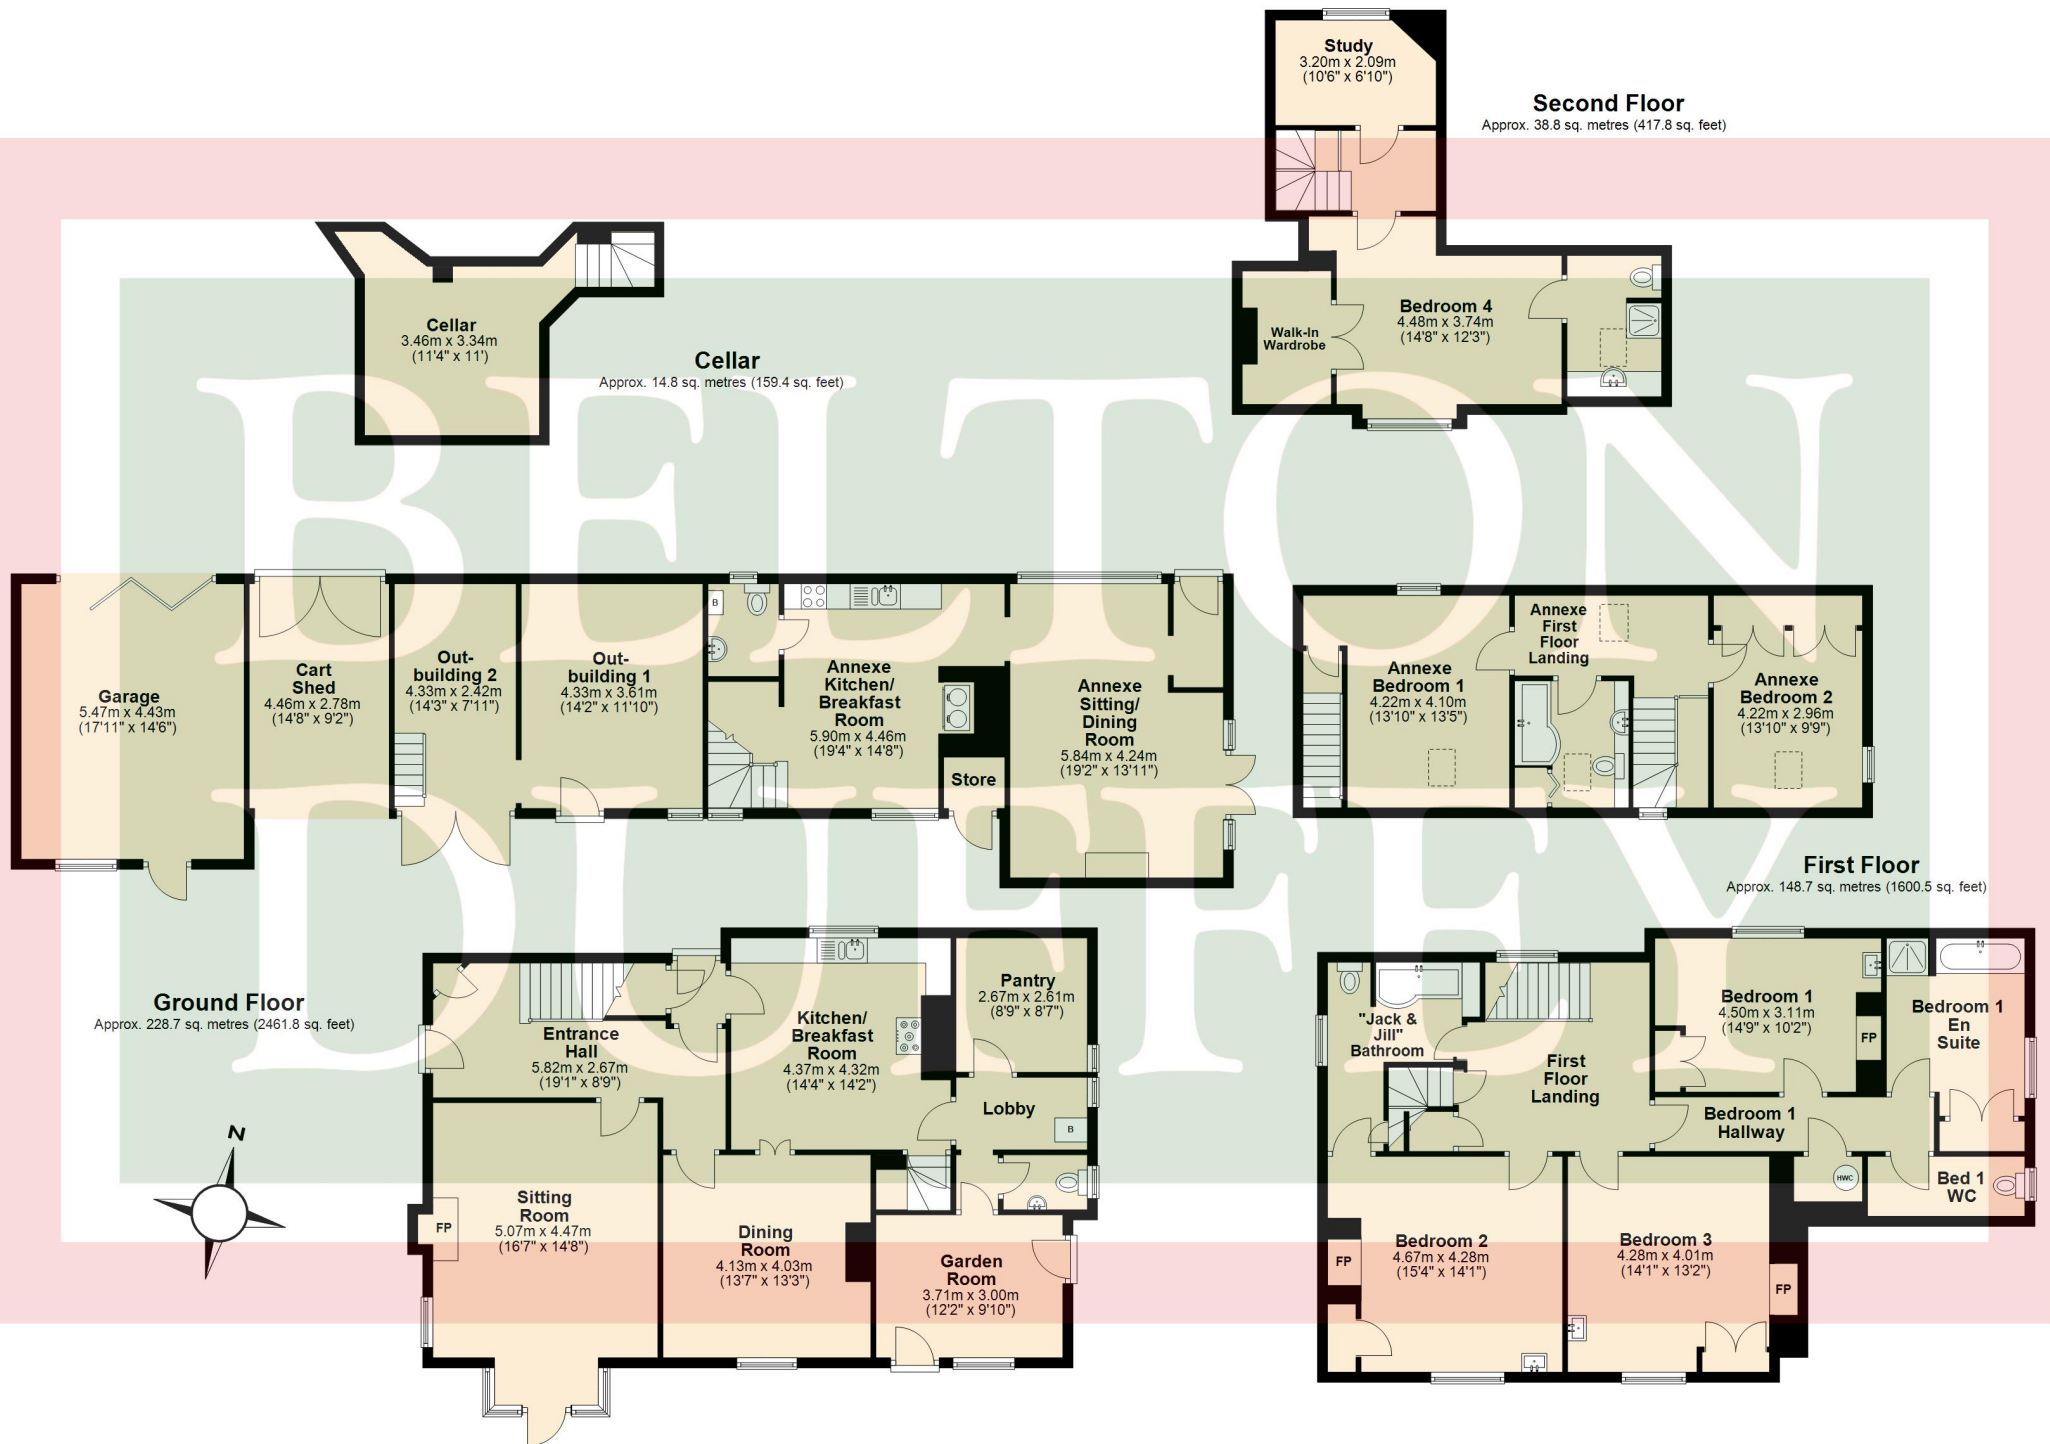 Study
3.20m x 2.09m
(10'6" x 6'10")
Second Floor
Approx. 38.8 sq. metres (417.8 sq. feet)
Bedroom 4
4.48m x 3.74m
(14'8" x 12'3")
Walk-In
Wardrobe
Cellar
3.46m x 3.34m
(11'4" x 11')
Cellar
Approx. 14.8 sq. metres (159.4 sq. feet)
BELTON
DUFFEY
Garage
5.47m x 4.43m
(17'11" x 14'6")
Cart
Shed
4.46m x 2.78m
(14'8" x 9'2")
Out-
building 2
4.33m x 2.42m
(14'3" x 7'11")
Out-
building 1
4.33m x 3.61m
(14'2" x 11'10")
B
Annexe
Kitchen/
Breakfast
Room
5.90m x 4.46m
(19'4" x 14'8")
Store
Annexe
Sitting/
Dining
Room
5.84m x 4.24m
(19'2" x 13'11")
Annexe
Bedroom 1
4.22m x 4.10m
(13'10" x 13'5")
Annexe
First
Floor
Landing
Annexe
Bedroom 2
4.22m x 2.96m
(13'10" x 9'9")
First Floor
Approx. 148.7 sq. metres (1600.5 sq. feet)
Ground Floor
Approx. 228.7 sq. metres (2461.8 sq. feet)
Entrance
Hall
5.82m x 2.67m
(19'1" x 8'9")
Kitchen/
Breakfast
Room
4.37m x 4.32m
(14'4" x 14'2")
Pantry
2.67m x 2.61m
(8'9" x 8'7")
Lobby
B
N
Sitting
Room
5.07m x 4.47m
(16'7" x 14'8")
FP
Dining
Room
4.13m x 4.03m
(13'7" x 13'3")
Garden
Room
3.71m x 3.00m
(12'2" x 9'10")
"Jack &
Jill"
Bathroom
First
Floor
Landing
Bedroom 1
4.50m x 3.11m
(14'9" x 10'2")
FP
Bedroom 1
En
Suite
Bedroom 1
Hallway
HWC
Bed 1
WC
Bedroom 2
4.67m x 4.28m
(15'4" x 14'1")
FP
Bedroom 3
4.28m x 4.01m
(14'1" x 13'2")
FP